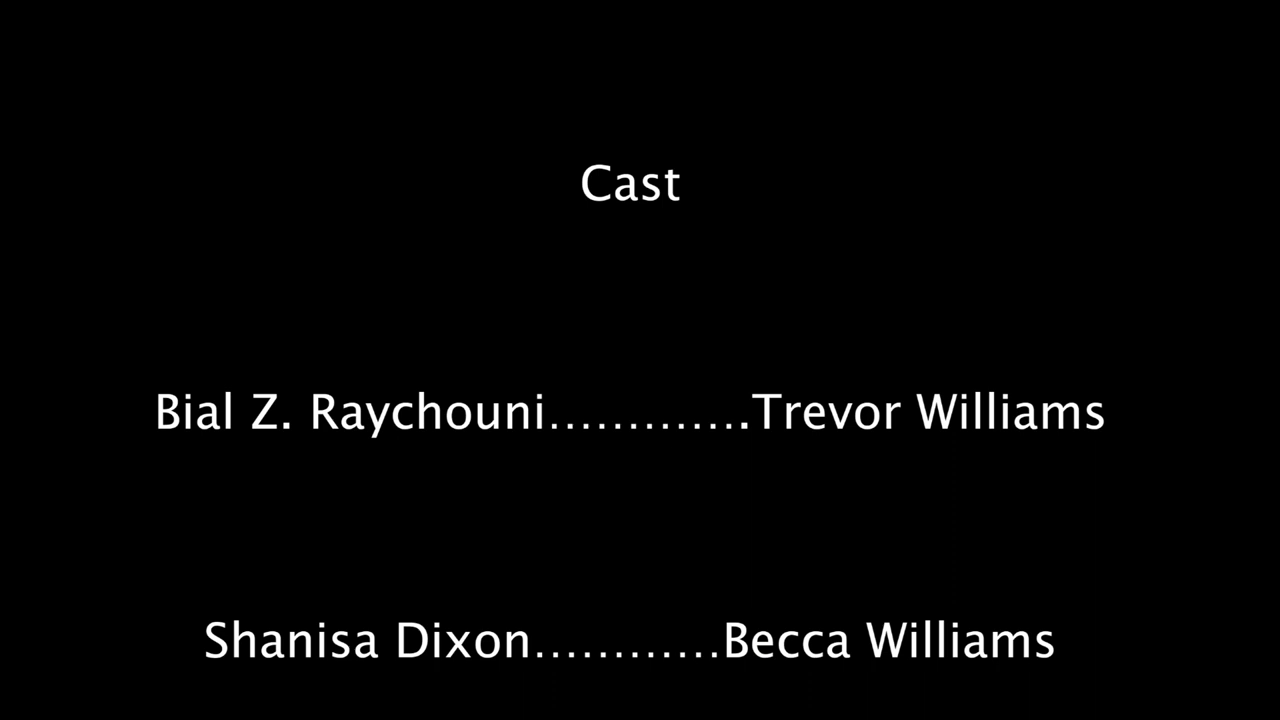 Cast
Bial Z. Raychouni………….Trevor Williams
Shanisa Dixon…………Becca Williams